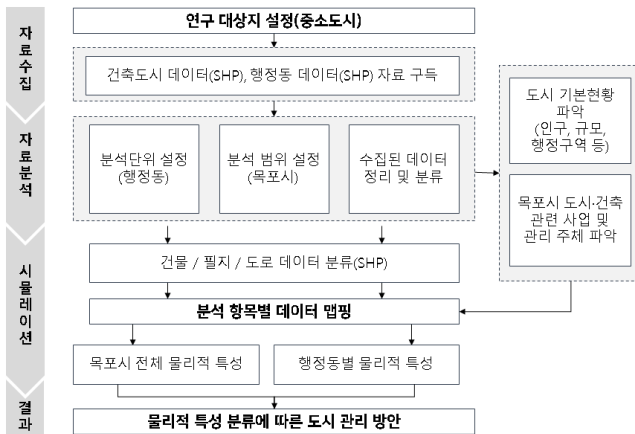 자료수집
연구 대상지 설정(중소도시)
건축도시 데이터(SHP), 행정동 데이터(SHP) 자료 구득
자료분석
분석단위 설정
(행정동)
분석 범위 설정
(목포시)
수집된 데이터
정리 및 분류
도시 기본현황
파악
(인구, 규모,
행정구역 등)
목포시 도시·건축
관련 사업 및
관리 주체 파악
시뮬레이션
건물 / 필지 / 도로 데이터 분류(SHP)
분석 항목별 데이터 맵핑
목포시 전체 물리적 특성
행정동별 물리적 특성
결과
물리적 특성 분류에 따른 도시 관리 방안